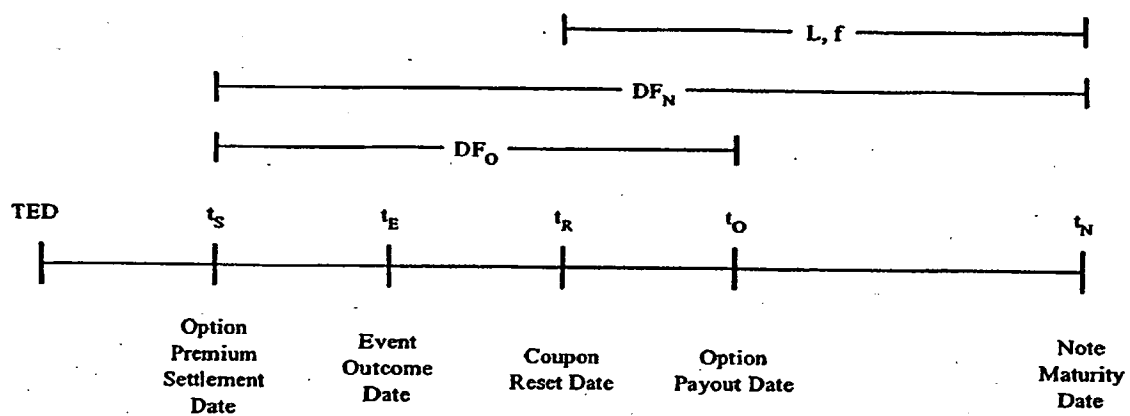 L, f
DF_N
DF_O
TED t_S t_E t_R t_O t_N
Option
Premium
Settlement
Date
Event
Outcome
Date
Coupon
Reset Date
Option
Payout Date
Note
Maturity
Date